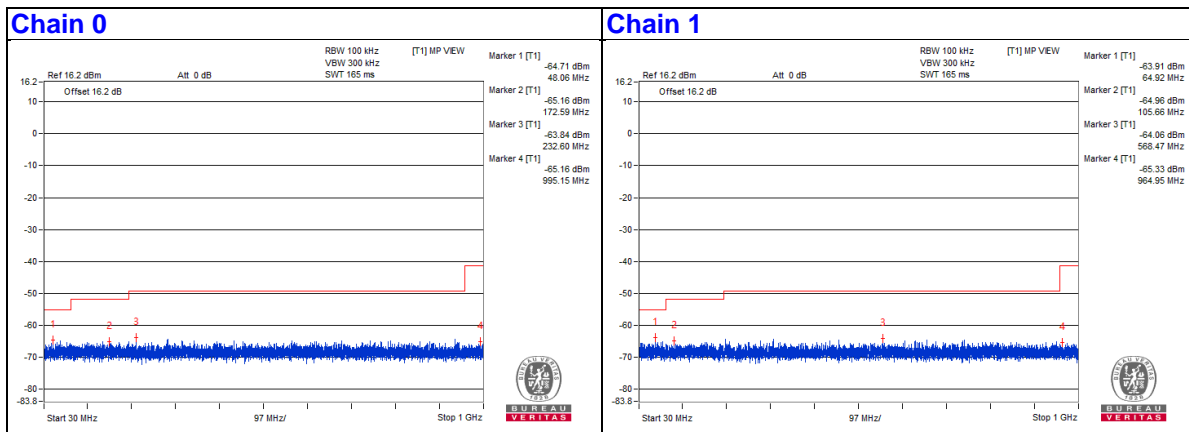 Chain 0
RBW 100 kHz [T1] MP VIEW
VBW 300 kHz
Ref 16.2 dBm Att 0 dB SWT 165 ms
Offset 16.2 dB
16.2
10
0
-10
-20
-30
-40
-50
-60
-70
-80
-83.8
1 2 3 4
Start 30 MHz 97 MHz/ Stop 1 GHz
Marker 1 [T1]
-64.71 dBm
48.06 MHz
Marker 2 [T1]
-65.16 dBm
172.59 MHz
Marker 3 [T1]
-63.84 dBm
232.60 MHz
Marker 4 [T1]
-65.16 dBm
995.15 MHz
BUREAU VERITAS
1828
BUREAU
VERITAS
Chain 1
RBW 100 kHz [T1] MP VIEW
VBW 300 kHz
Ref 16.2 dBm Att 0 dB SWT 165 ms
Offset 16.2 dB
16.2
10
0
-10
-20
-30
-40
-50
-60
-70
-80
-83.8
1 2 3 4
Start 30 MHz 97 MHz/ Stop 1 GHz
Marker 1 [T1]
-63.91 dBm
64.92 MHz
Marker 2 [T1]
-64.96 dBm
105.66 MHz
Marker 3 [T1]
-64.06 dBm
568.47 MHz
Marker 4 [T1]
-65.33 dBm
964.95 MHz
BUREAU VERITAS
1828
BUREAU
VERITAS